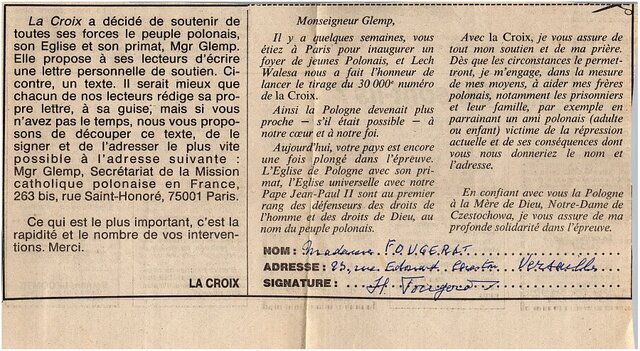 La Croix a décidé de soutenir de
toutes ses forces le peuple polonais,
son Eglise et son primat, Mgr Glemp.
Elle propose à ses lecteurs d'écrire
une lettre personnelle de soutien. Ci-
contre, un texte. Il serait mieux que
chacun de nos lecteurs rédige sa pro-
pre lettre, à sa guise, mais si vous
n'avez pas le temps, nous vous propo-
sons de découper ce texte, de le
signer et de l'adresser le plus vite
possible à l'adresse suivante :
Mgr Glemp, Secrétariat de la Mission
catholique polonaise en France,
263 bis, rue Saint-Honoré, 75001 Paris.
Ce qui est le plus important, c'est la
rapidité et le nombre de vos interven-
tions. Merci.
LA CROIX
Monseigneur Glemp,
Il y a quelques semaines, vous
étiez à Paris pour inaugurer un
foyer de jeunes Polonais, et Lech
Walesa nous a fait l'honneur de
lancer le tirage du 30 000e numéro
de la Croix.
Ainsi la Pologne devenait plus
proche — s'il était possible — à
notre cœur et à notre foi.
Aujourd'hui, votre pays est encore
une fois plongé dans l'épreuve.
L'Eglise de Pologne avec son pri-
mat, l'Eglise universelle avec notre
Pape Jean-Paul II sont au premier
rang des défenseurs des droits de
l'homme et des droits de Dieu, au
nom du peuple polonais.
Avec la Croix, je vous assure de
tout mon soutien et de ma prière.
Dès que les circonstances le permet-
tront, je m'engage, dans la mesure
de mes moyens, à aider mes frères
polonais, notamment les prisonniers
et leur famille, par exemple en
parrainant un ami polonais (adulte
ou enfant) victime de la répression
actuelle et de ses conséquences dont
vous nous donneriez le nom et
l'adresse.
En confiant avec vous la Pologne
à la Mère de Dieu, Notre-Dame de
Czestochowa, je vous assure de ma
profonde solidarité dans l'épreuve.
NOM : Madame FOUGERAT
ADRESSE : 23, rue Versailles
SIGNATURE : H Fougerat